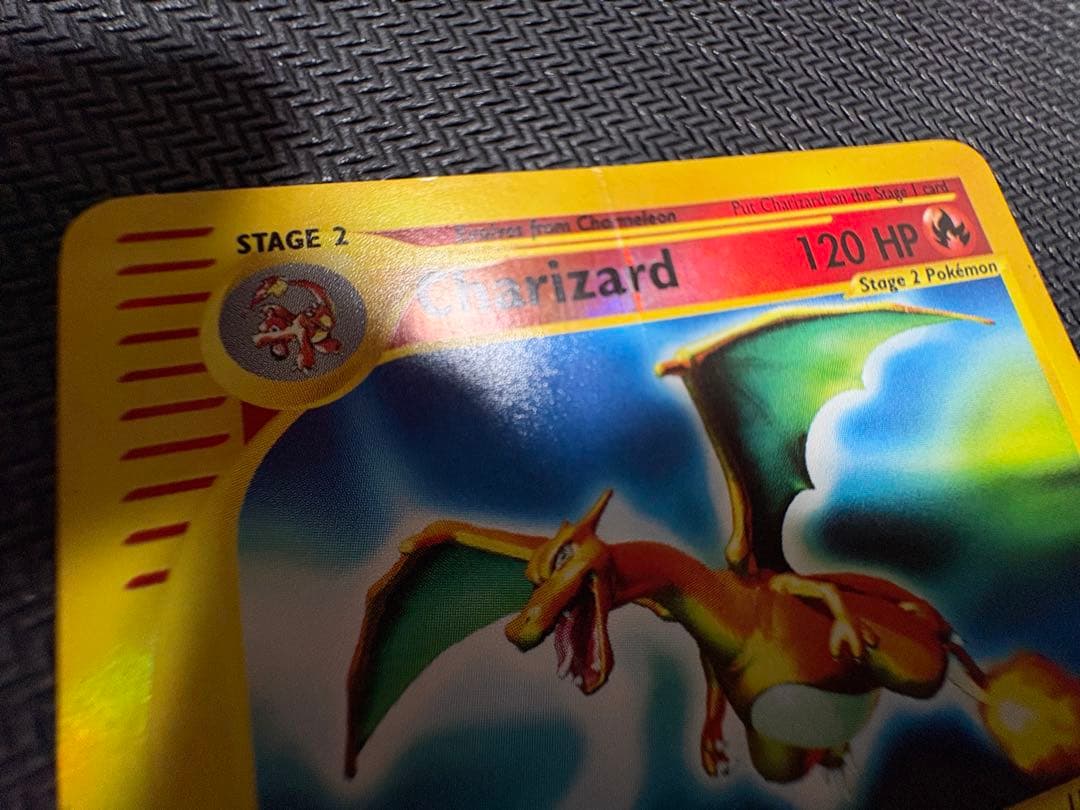 STAGE 2
Evolves from Charmeleon
Put Charizard on the Stage 1 card
Charizard
120 HP
Stage 2 Pokémon